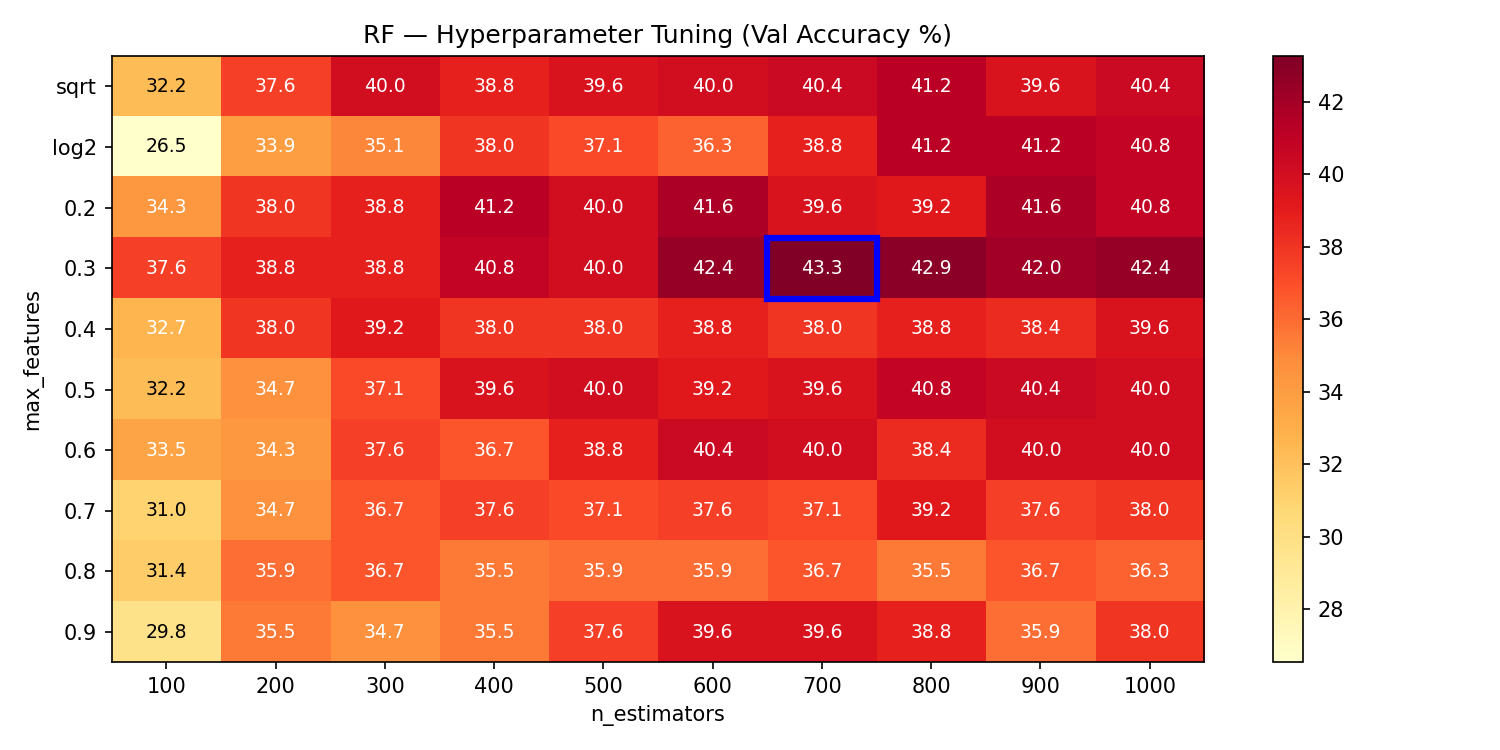 RF — Hyperparameter Tuning (Val Accuracy %)
sqrt 32.2 37.6 40.0 38.8 39.6 40.0 40.4 41.2 39.6 40.4
log2 26.5 33.9 35.1 38.0 37.1 36.3 38.8 41.2 41.2 40.8
0.2 34.3 38.0 38.8 41.2 40.0 41.6 39.6 39.2 41.6 40.8
0.3 37.6 38.8 38.8 40.8 40.0 42.4 43.3 42.9 42.0 42.4
0.4 32.7 38.0 39.2 38.0 38.0 38.8 38.0 38.8 38.4 39.6
0.5 32.2 34.7 37.1 39.6 40.0 39.2 39.6 40.8 40.4 40.0
0.6 33.5 34.3 37.6 36.7 38.8 40.4 40.0 38.4 40.0 40.0
0.7 31.0 34.7 36.7 37.6 37.1 37.6 37.1 39.2 37.6 38.0
0.8 31.4 35.9 36.7 35.5 35.9 35.9 36.7 35.5 36.7 36.3
0.9 29.8 35.5 34.7 35.5 37.6 39.6 39.6 38.8 35.9 38.0
100 200 300 400 500 600 700 800 900 1000
n_estimators
max_features
42
40
38
36
34
32
30
28